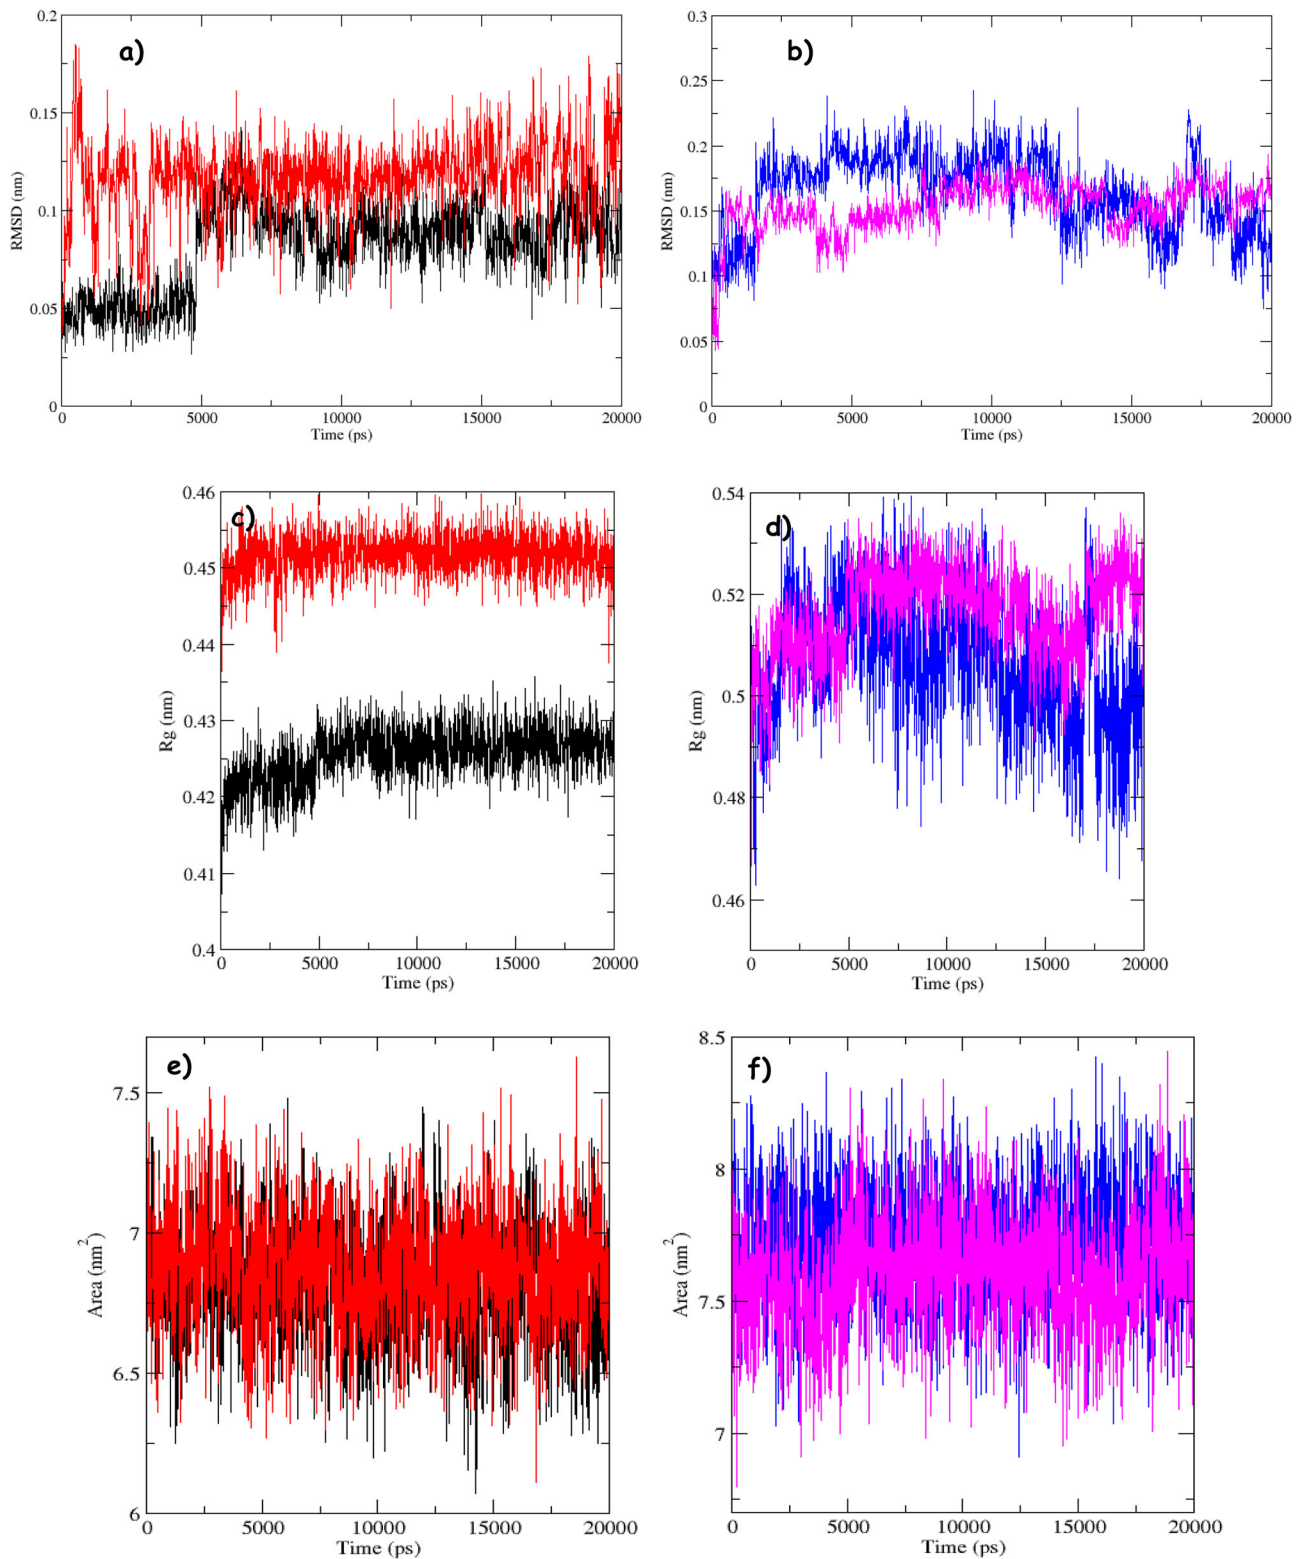 a)
0.2
0.15
0.1
0.05
0
RMSD (nm)
0 5000 10000 15000 20000
Time (ps)
b)
0.3
0.25
0.2
0.15
0.1
0.05
0
RMSD (nm)
0 5000 10000 15000 20000
Time (ps)
c)
0.46
0.45
0.44
0.43
0.42
0.41
0.4
Rg (nm)
0 5000 10000 15000 20000
Time (ps)
d)
0.54
0.52
0.5
0.48
0.46
Rg (nm)
0 5000 10000 15000 20000
Time (ps)
e)
7.5
7
6.5
6
Area (nm²)
0 5000 10000 15000 20000
Time (ps)
f)
8.5
8
7.5
7
Area (nm²)
0 5000 10000 15000 20000
Time (ps)